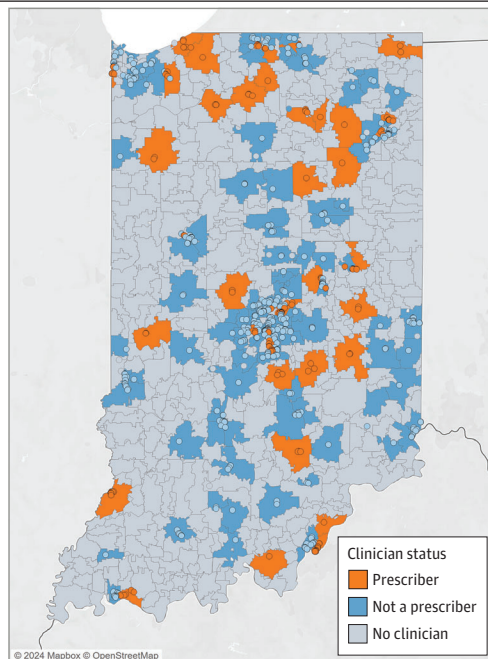 Clinician status
Prescriber
Not a prescriber
No clinician
© 2024 Mapbox © OpenStreetMap